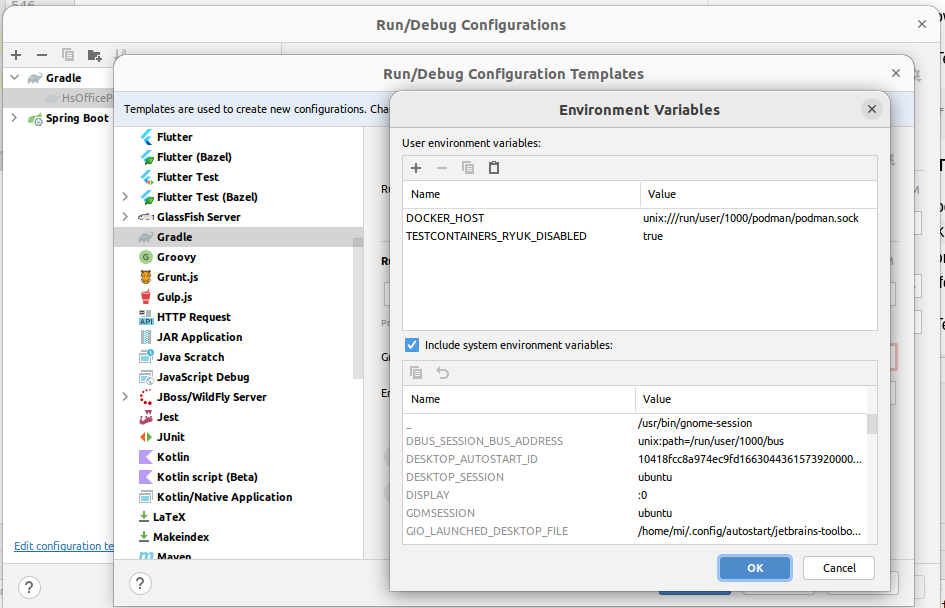 546
Run/Debug Configurations
Gradle
HsOfficeP
Spring Boot
Edit configuration te
Run/Debug Configuration Templates
Templates are used to create new configurations. Cha
Flutter
Flutter (Bazel)
Flutter Test
Flutter Test (Bazel)
GlassFish Server
Gradle
Groovy
Grunt.js
Gulp.js
HTTP Request
JAR Application
Java Scratch
JavaScript Debug
JBoss/WildFly Server
Jest
JUnit
Kotlin
Kotlin script (Beta)
Kotlin/Native Application
LaTeX
Makeindex
Maven
Environment Variables
User environment variables:
Name Value
DOCKER_HOST unix:///run/user/1000/podman/podman.sock
TESTCONTAINERS_RYUK_DISABLED true
Include system environment variables:
Name Value
_ /usr/bin/gnome-session
DBUS_SESSION_BUS_ADDRESS unix:path=/run/user/1000/bus
DESKTOP_AUTOSTART_ID 10418fcc8a974ec9fd1663044361573920000...
DESKTOP_SESSION ubuntu
DISPLAY :0
GDMSESSION ubuntu
GIO_LAUNCHED_DESKTOP_FILE /home/mi/.config/autostart/jetbrains-toolbo...
OK Cancel